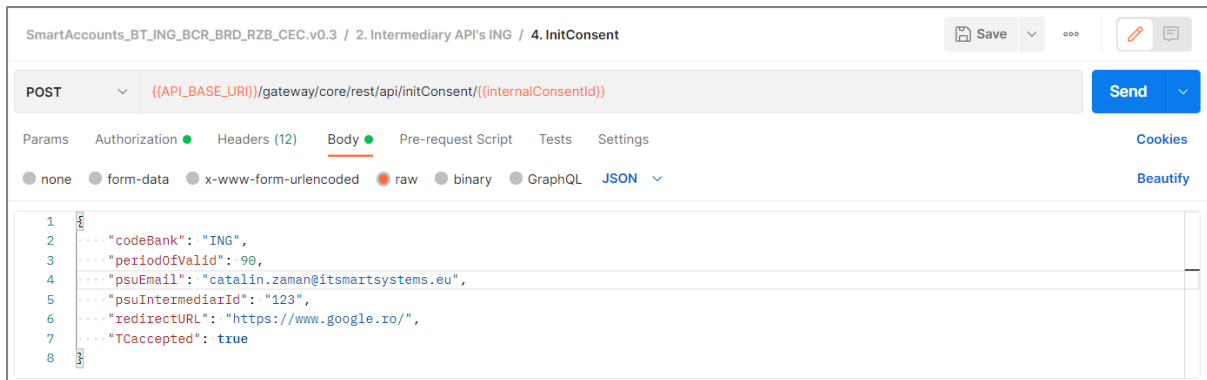 SmartAccounts_BT_ING_BCR_BRD_RZB_CEC.v0.3 / 2. Intermediary API's ING / 4. InitConsent
Save
POST {{API_BASE_URI}}/gateway/core/rest/api/initConsent/{{internalConsentId}} Send
Params Authorization Headers (12) Body Pre-request Script Tests Settings Cookies
none form-data x-www-form-urlencoded raw binary GraphQL JSON Beautify
1 {
2 ····"codeBank":·"ING",
3 ····"periodOfValid":·90,
4 ····"psuEmail":·"catalin.zaman@itsmartsystems.eu",
5 ····"psuIntermediarId":·"123",
6 ····"redirectURL":·"https://www.google.ro/",
7 ····"TCaccepted":·true
8 }